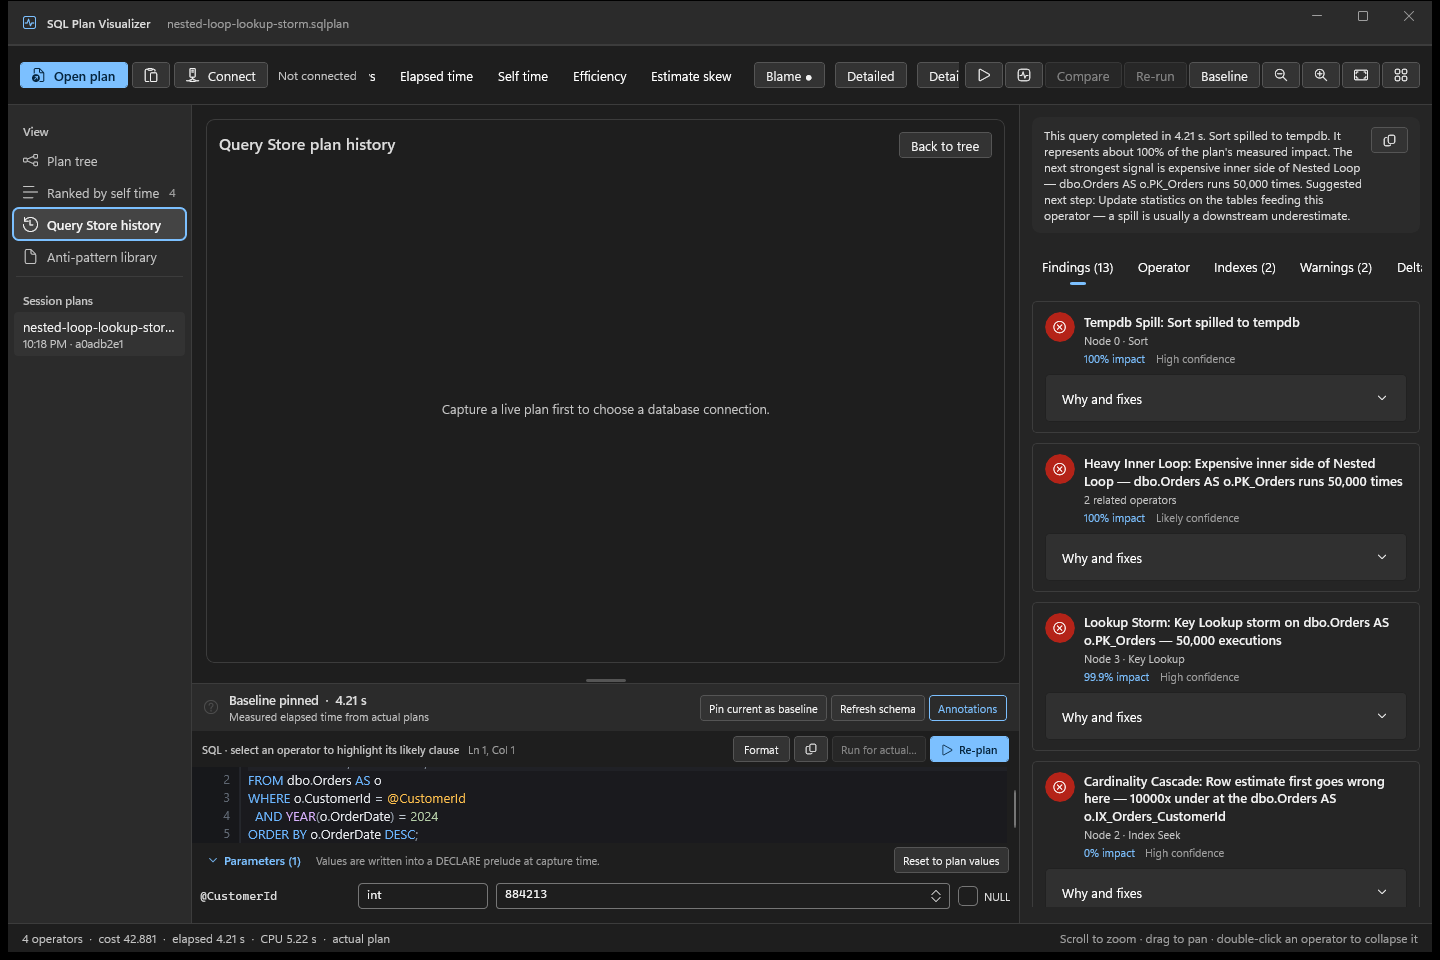 SQL Plan Visualizer nested-loop-lookup-storm.sqlplan
Open plan Connect Not connected s Elapsed time Self time Efficiency Estimate skew Blame ● Detailed Detai Compare Re-run Baseline
View
Plan tree
Ranked by self time 4
Query Store history
Anti-pattern library
Session plans
nested-loop-lookup-stor...
10:18 PM · a0adb2e1
Query Store plan history
Back to tree
Capture a live plan first to choose a database connection.
Baseline pinned · 4.21 s
Measured elapsed time from actual plans
Pin current as baseline Refresh schema Annotations
SQL · select an operator to highlight its likely clause Ln 1, Col 1
Format Run for actual... Re-plan
2 FROM dbo.Orders AS o
3 WHERE o.CustomerId = @CustomerId
4 AND YEAR(o.OrderDate) = 2024
5 ORDER BY o.OrderDate DESC;
Parameters (1) Values are written into a DECLARE prelude at capture time.
Reset to plan values
@CustomerId int 884213 NULL
This query completed in 4.21 s. Sort spilled to tempdb. It
represents about 100% of the plan's measured impact. The
next strongest signal is expensive inner side of Nested Loop
— dbo.Orders AS o.PK_Orders runs 50,000 times. Suggested
next step: Update statistics on the tables feeding this
operator — a spill is usually a downstream underestimate.
Findings (13) Operator Indexes (2) Warnings (2) Delta
Tempdb Spill: Sort spilled to tempdb
Node 0 · Sort
100% impact High confidence
Why and fixes
Heavy Inner Loop: Expensive inner side of Nested
Loop — dbo.Orders AS o.PK_Orders runs 50,000 times
2 related operators
100% impact Likely confidence
Why and fixes
Lookup Storm: Key Lookup storm on dbo.Orders AS
o.PK_Orders — 50,000 executions
Node 3 · Key Lookup
99.9% impact High confidence
Why and fixes
Cardinality Cascade: Row estimate first goes wrong
here — 10000x under at the dbo.Orders AS
o.IX_Orders_CustomerId
Node 2 · Index Seek
0% impact High confidence
Why and fixes
4 operators · cost 42.881 · elapsed 4.21 s · CPU 5.22 s · actual plan
Scroll to zoom · drag to pan · double-click an operator to collapse it